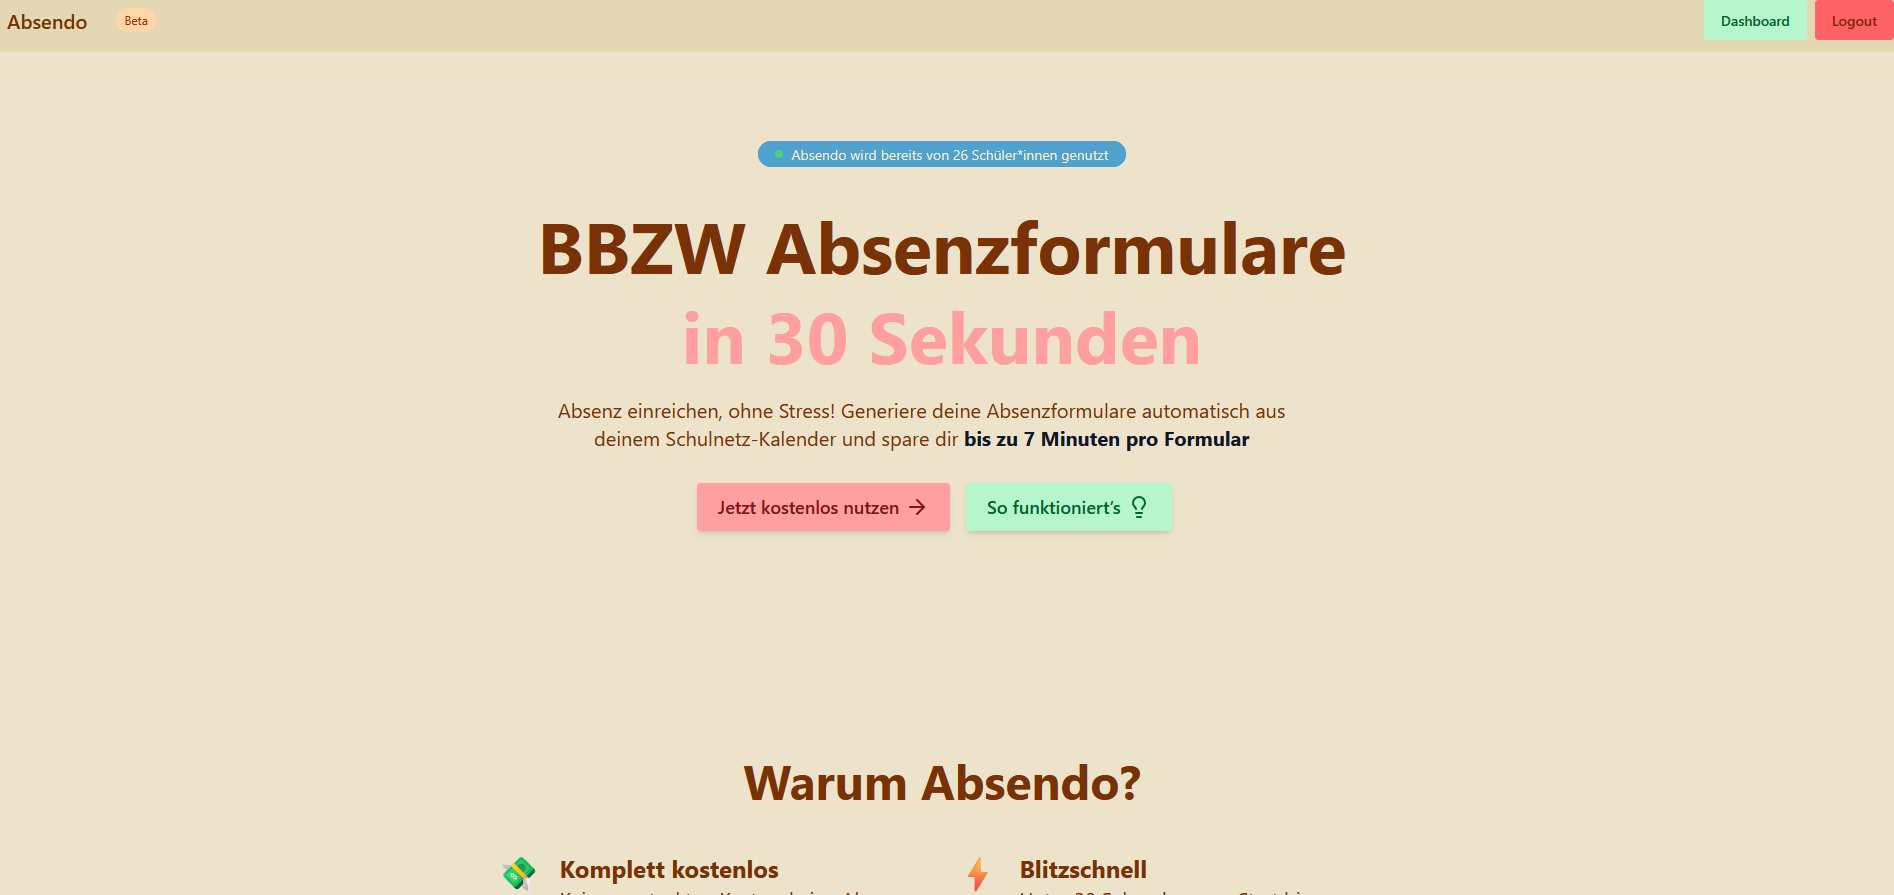 Absendo Beta Dashboard Logout
Absendo wird bereits von 26 Schüler*innen genutzt
BBZW Absenzformulare
in 30 Sekunden
Absenz einreichen, ohne Stress! Generiere deine Absenzformulare automatisch aus
deinem Schulnetz-Kalender und spare dir bis zu 7 Minuten pro Formular
Jetzt kostenlos nutzen So funktioniert’s
Warum Absendo?
Komplett kostenlos Blitzschnell